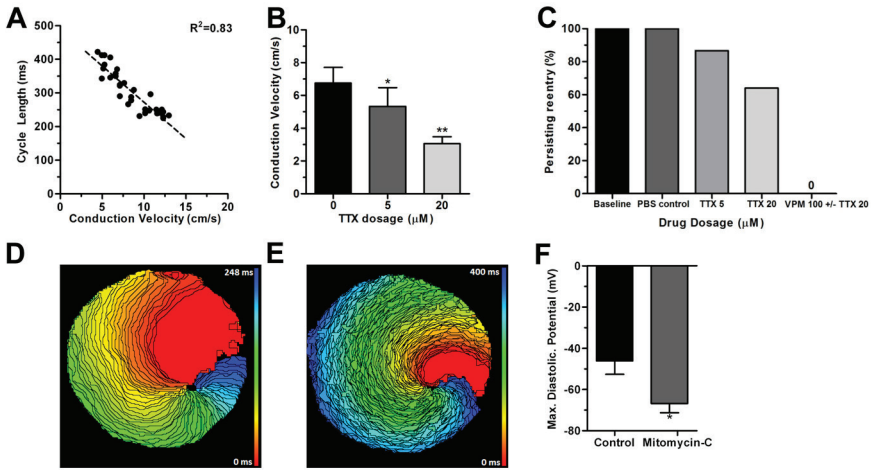 A
R²=0.83
Cycle Length (ms)
500
400
300
200
100
0
0 5 10 15 20
Conduction Velocity (cm/s)
B
Conduction Velocity (cm/s)
10
8
6
4
2
0
*
**
0 5 20
TTX dosage (μM)
C
Persisting reentry (%)
100
80
60
40
20
0
0
Baseline PBS control TTX 5 TTX 20 VPM 100 +/- TTX 20
Drug Dosage (μM)
D
248 ms
0 ms
E
400 ms
0 ms
F
Max. Diastolic. Potential (mV)
0
-20
-40
-60
-80
*
Control Mitomycin-C